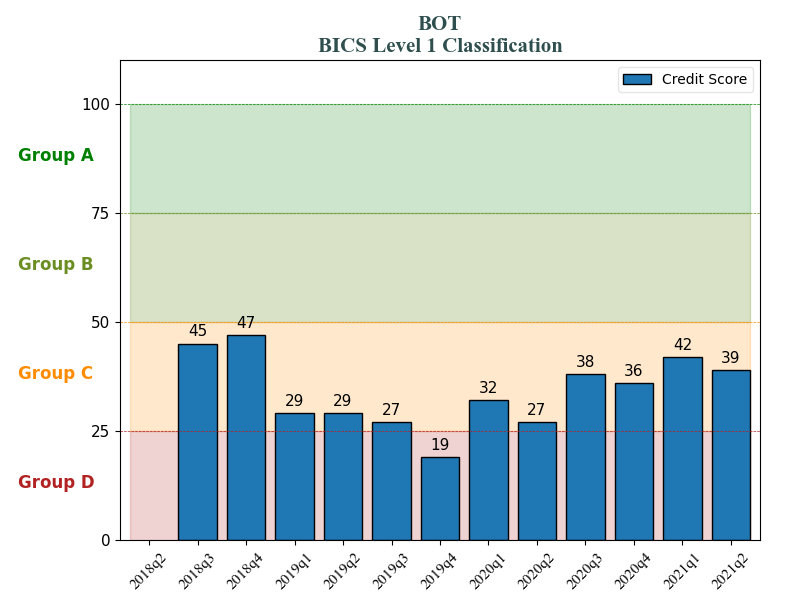 BOT
BICS Level 1 Classification
Credit Score
100
Group A
75
Group B
50
45
47
29
29
27
19
32
27
38
36
42
39
Group C
25
Group D
0
2018q2
2018q3
2018q4
2019q1
2019q2
2019q3
2019q4
2020q1
2020q2
2020q3
2020q4
2021q1
2021q2